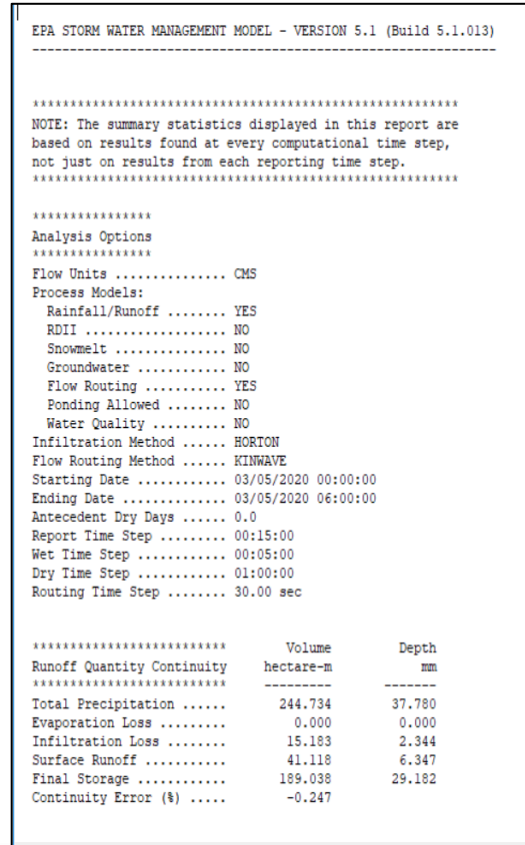 EPA STORM WATER MANAGEMENT MODEL - VERSION 5.1 (Build 5.1.013)
--------------------------------------------------------------
*********************************************************
NOTE: The summary statistics displayed in this report are
based on results found at every computational time step,
not just on results from each reporting time step.
*********************************************************
****************
Analysis Options
****************
Flow Units ............... CMS
Process Models:
Rainfall/Runoff ........ YES
RDII ................... NO
Snowmelt ............... NO
Groundwater ............ NO
Flow Routing ........... YES
Ponding Allowed ........ NO
Water Quality .......... NO
Infiltration Method ...... HORTON
Flow Routing Method ...... KINWAVE
Starting Date ............ 03/05/2020 00:00:00
Ending Date .............. 03/05/2020 06:00:00
Antecedent Dry Days ...... 0.0
Report Time Step ......... 00:15:00
Wet Time Step ............ 00:05:00
Dry Time Step ............ 01:00:00
Routing Time Step ........ 30.00 sec
************************** Volume Depth
Runoff Quantity Continuity hectare-m mm
************************** --------- -------
Total Precipitation ...... 244.734 37.780
Evaporation Loss ......... 0.000 0.000
Infiltration Loss ........ 15.183 2.344
Surface Runoff ........... 41.118 6.347
Final Storage ............ 189.038 29.182
Continuity Error (%) ..... -0.247